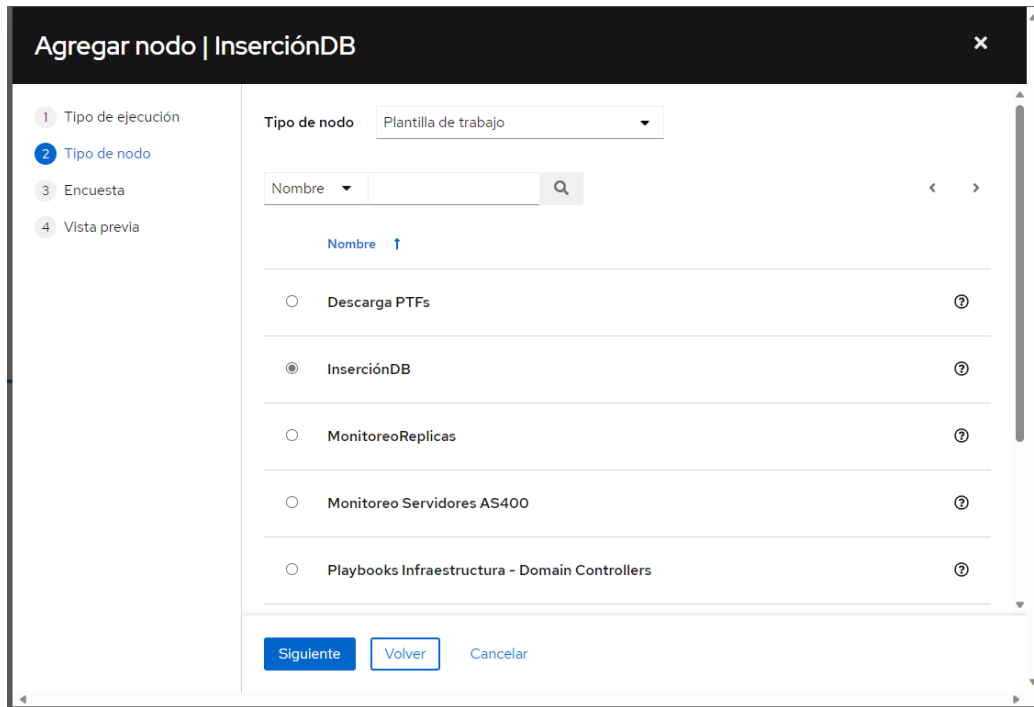 Agregar nodo | InserciónDB
1 Tipo de ejecución
2 Tipo de nodo
3 Encuesta
4 Vista previa
Tipo de nodo Plantilla de trabajo
Nombre
Nombre
Descarga PTFs
InserciónDB
MonitoreoReplicas
Monitoreo Servidores AS400
Playbooks Infraestructura - Domain Controllers
Siguiente Volver Cancelar